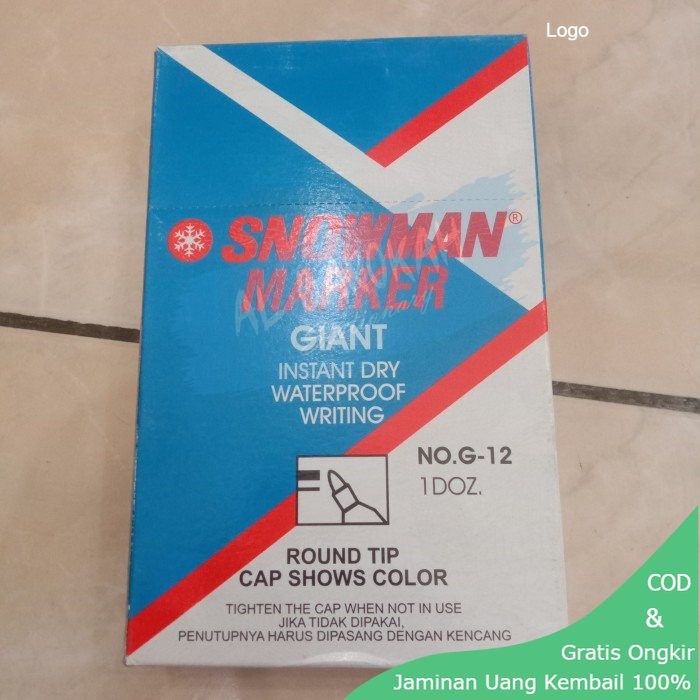 Logo
SNOWMAN®
MARKER
GIANT
INSTANT DRY
WATERPROOF
WRITING
NO.G-12
1DOZ.
ROUND TIP
CAP SHOWS COLOR
TIGHTEN THE CAP WHEN NOT IN USE
JIKA TIDAK DIPAKAI,
PENUTUPNYA HARUS DIPASANG DENGAN KENCANG
COD
&
Gratis Ongkir
Jaminan Uang Kembail 100%